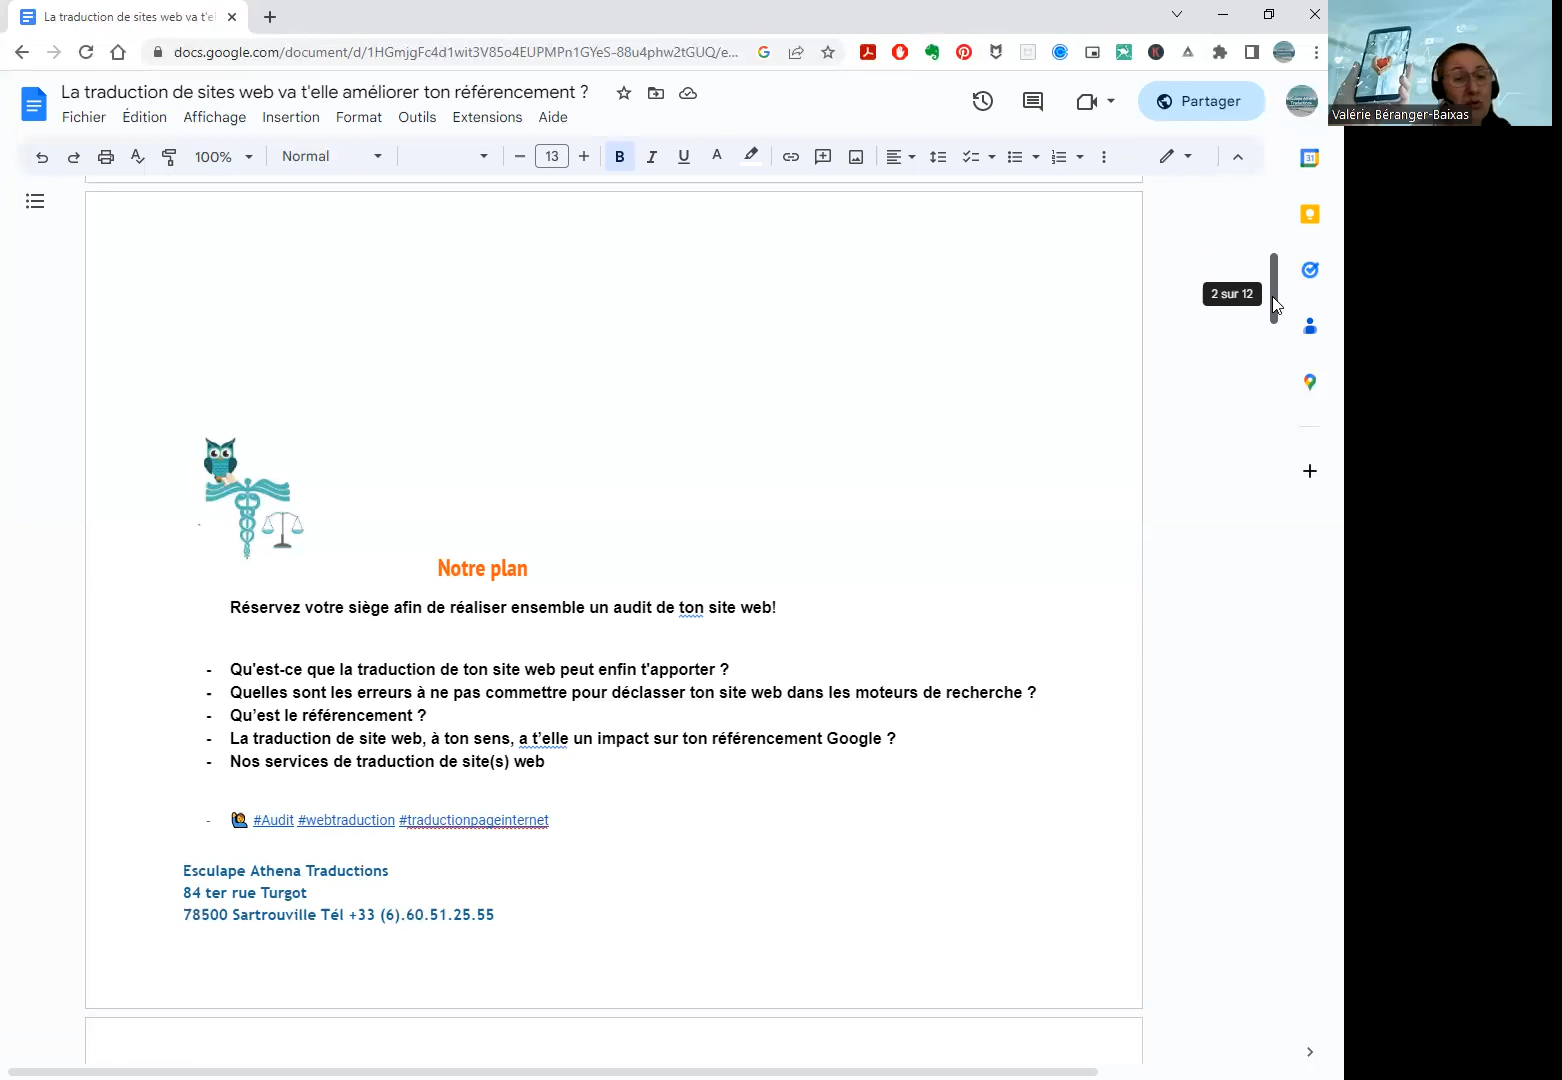 La traduction de sites web va t'el
docs.google.com/document/d/1HGmjgFc4d1wit3V85o4EUPMPn1GYeS-88u4phw2tGUQ/e...
La traduction de sites web va t'elle améliorer ton référencement ?
Fichier Édition Affichage Insertion Format Outils Extensions Aide
Partager
Valérie Béranger-Baixas
100% Normal 13
31
2 sur 12
Notre plan
Réservez votre siège afin de réaliser ensemble un audit de ton site web!
- Qu'est-ce que la traduction de ton site web peut enfin t'apporter ?
- Quelles sont les erreurs à ne pas commettre pour déclasser ton site web dans les moteurs de recherche ?
- Qu’est le référencement ?
- La traduction de site web, à ton sens, a t’elle un impact sur ton référencement Google ?
- Nos services de traduction de site(s) web
- #Audit #webtraduction #traductionpageinternet
Esculape Athena Traductions
84 ter rue Turgot
78500 Sartrouville Tél +33 (6).60.51.25.55